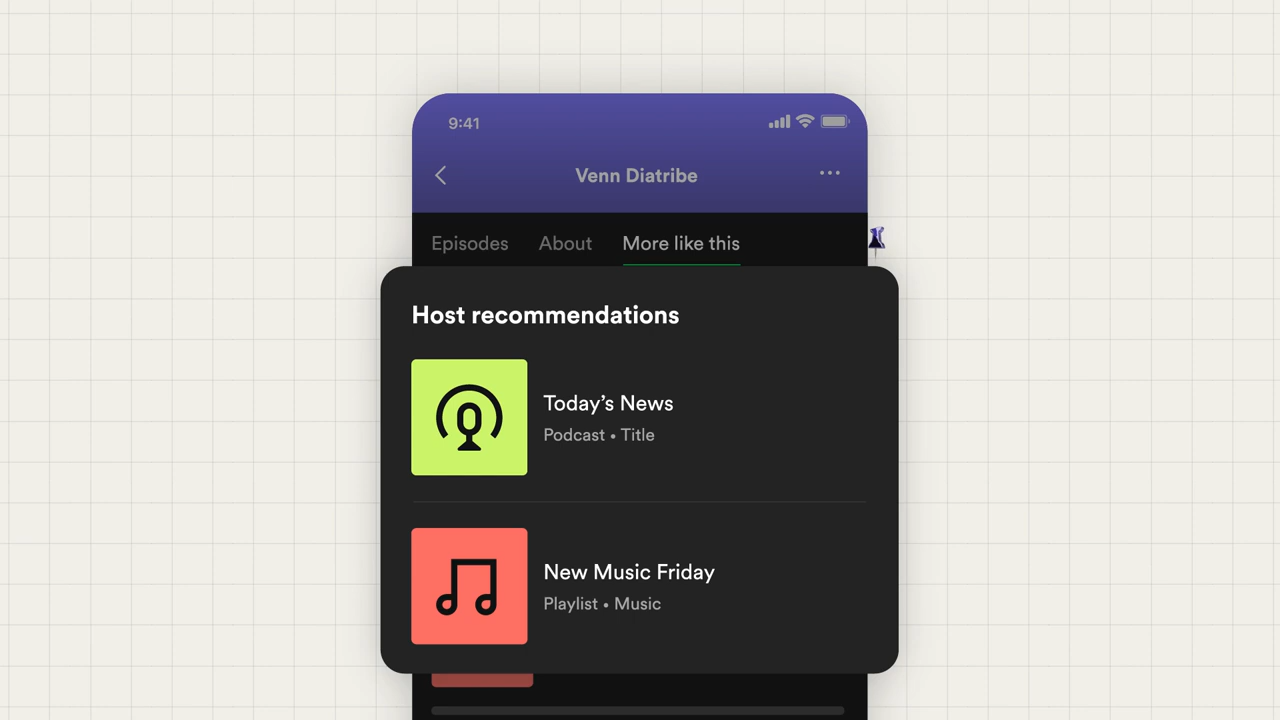 9:41
Venn Diatribe
Episodes About More like this
Host recommendations
Today’s News
Podcast • Title
New Music Friday
Playlist • Music